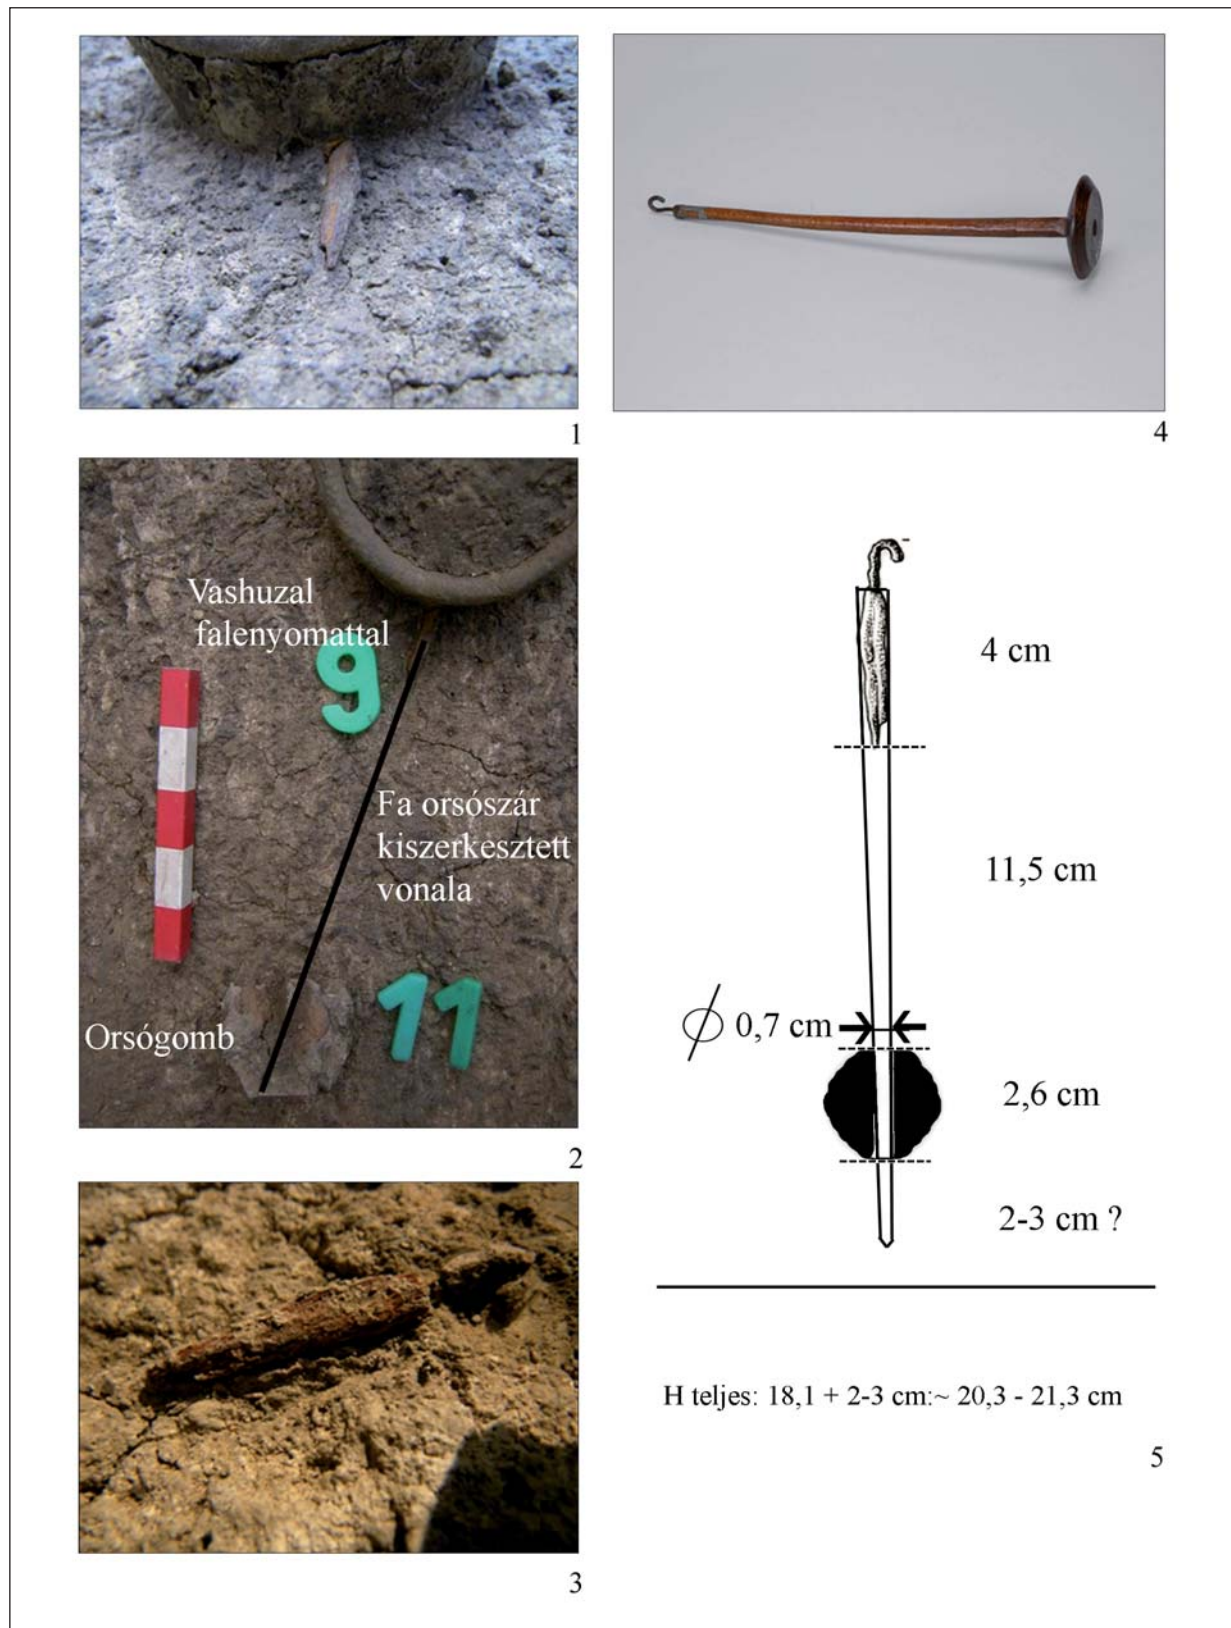 1
4
Vashuzal
falenyomattal
9
Fa orsószár
kiszerkesztett
vonala
11
Orsógomb
2
3
4 cm
11,5 cm
0,7 cm
2,6 cm
2-3 cm ?
H teljes: 18,1 + 2-3 cm:~ 20,3 - 21,3 cm
5